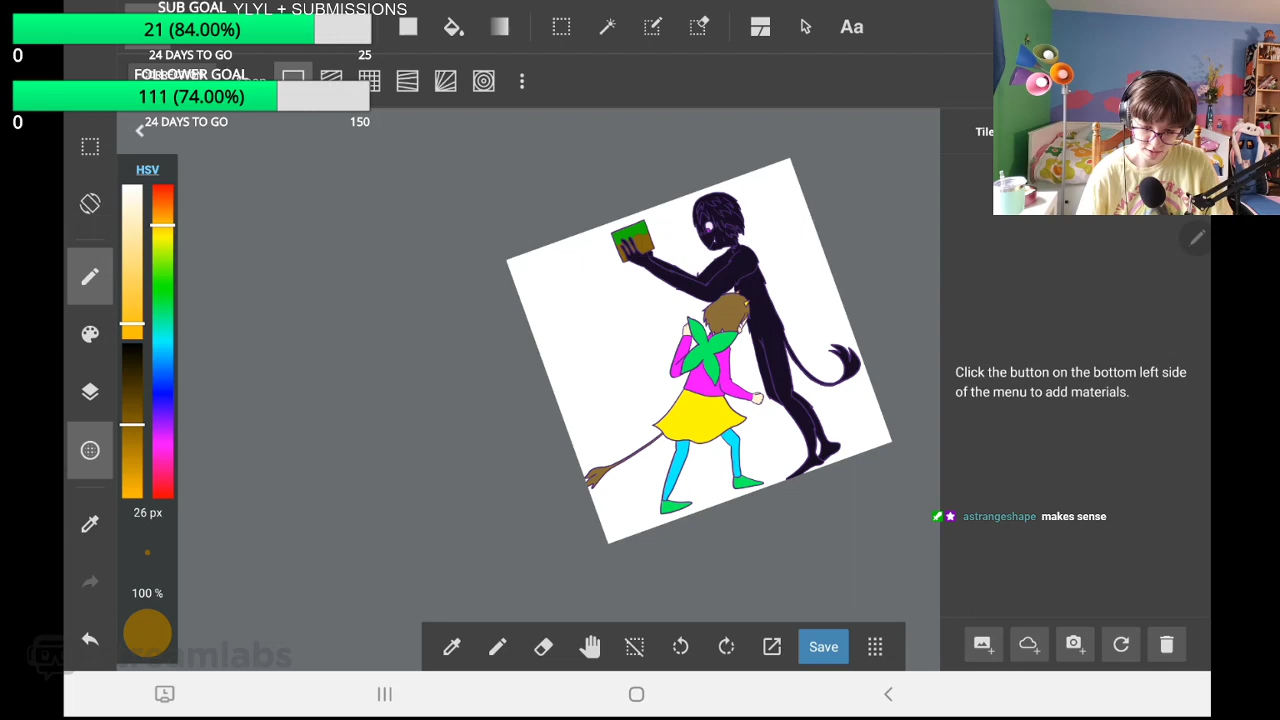 SUB GOAL
YLYL + SUBMISSIONS
21 (84.00%)
0
24 DAYS TO GO
25
FOLLOWER GOAL
111 (74.00%)
0
24 DAYS TO GO
150
Aa
HSV
26 px
100 %
Click the button on the bottom left side
of the menu to add materials.
astrangeshape makes sense
Save